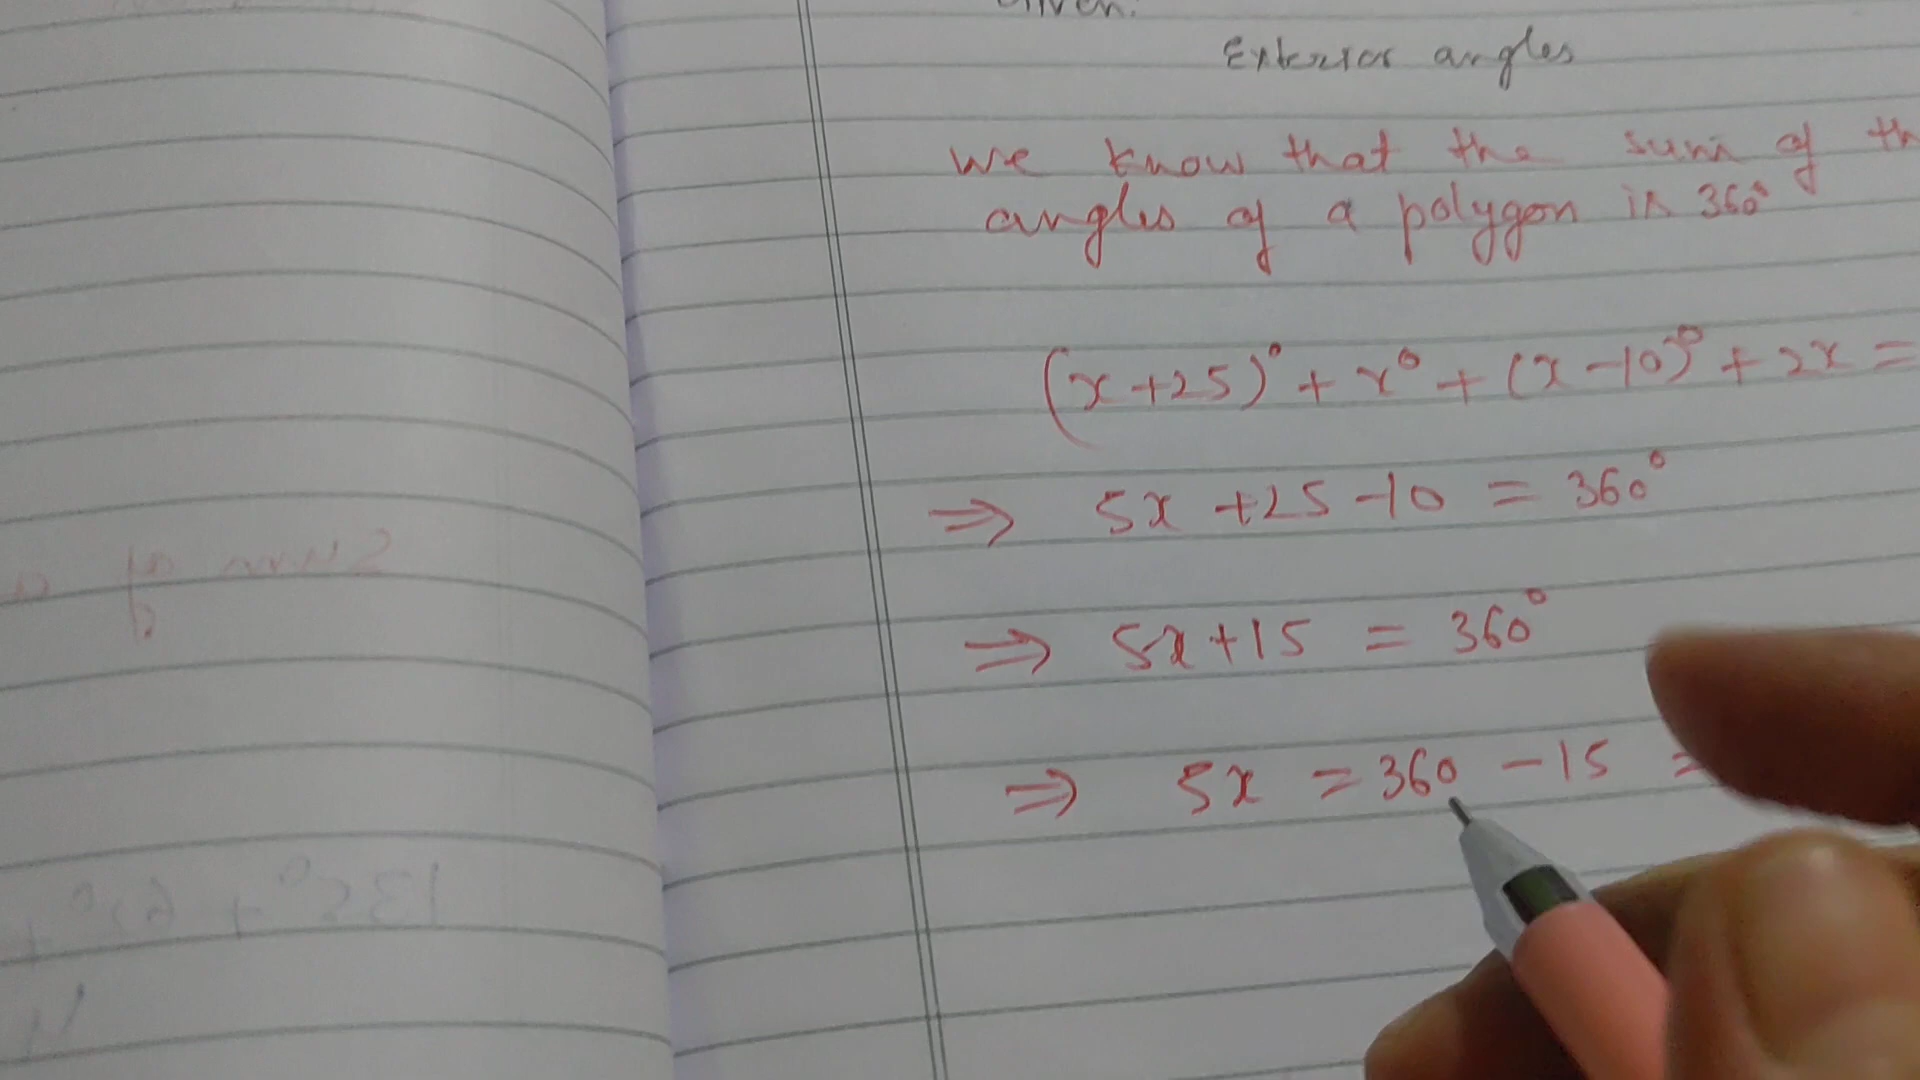 Given:
Exterior angles
We know that the sum of th
angles of a polygon is 360°
(x+25)° + x° + (x-10)° + 2x =
⇒ 5x +25 -10 = 360°
⇒ 5x+15 = 360°
⇒ 5x = 360 - 15 =